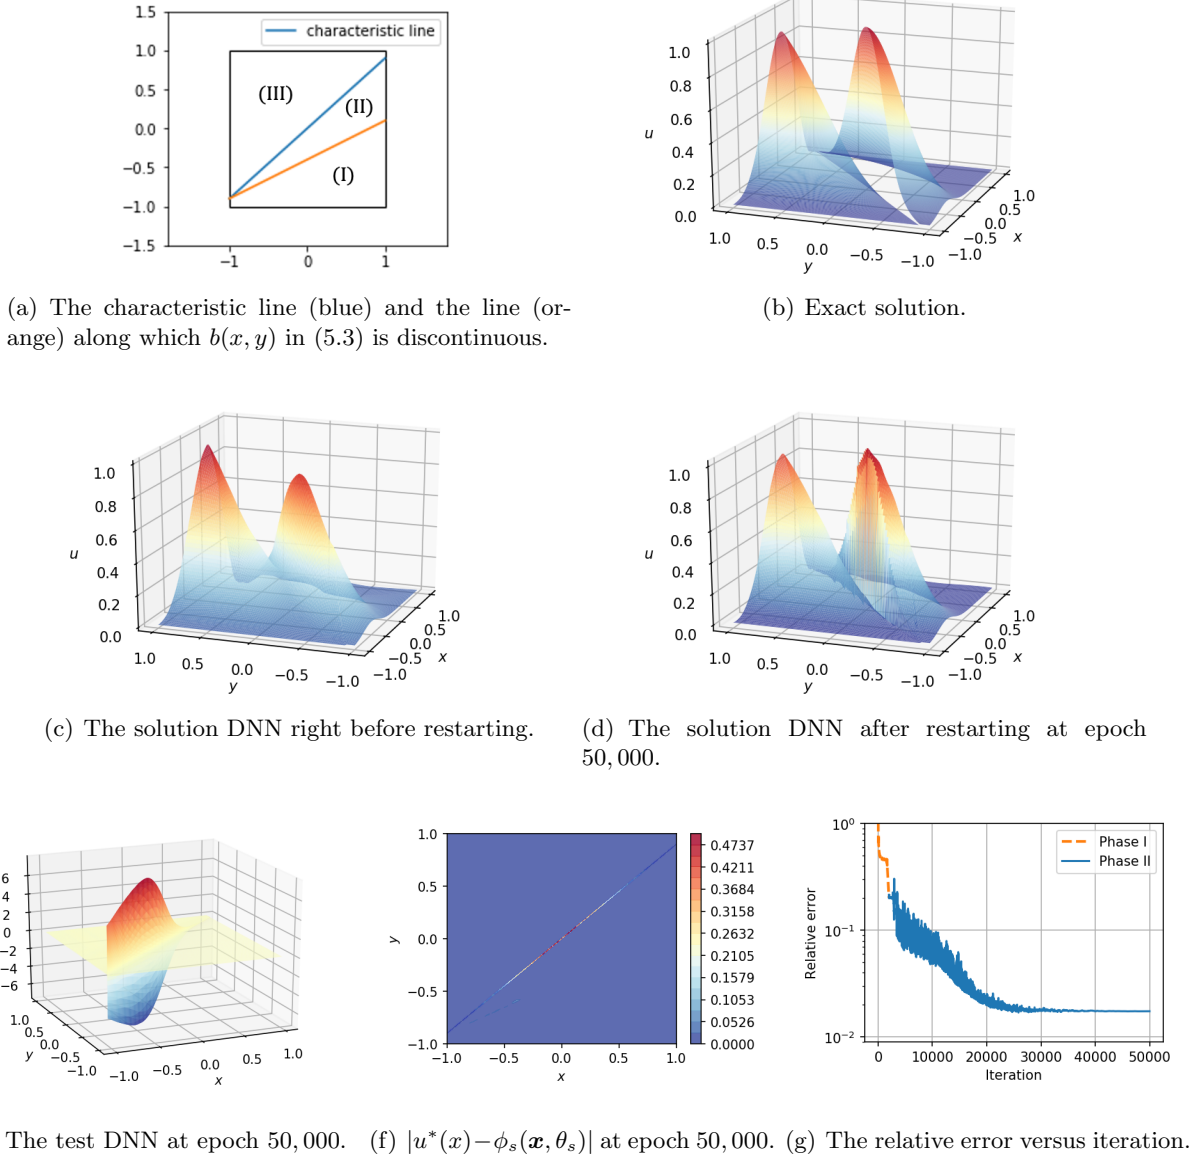 1.5
1.0
0.5
0.0
−0.5
−1.0
−1.5
−1 0 1
characteristic line
(III)
(II)
(I)
(a) The characteristic line (blue) and the line (or-
ange) along which b(x, y) in (5.3) is discontinuous.
u
1.0
0.8
0.6
0.4
0.2
0.0
1.0 0.5 0.0 −0.5 −1.0
y
−1.0 −0.5 0.0 0.5 1.0
x
(b) Exact solution.
u
1.0
0.8
0.6
0.4
0.2
0.0
1.0 0.5 0.0 −0.5 −1.0
y
−1.0 −0.5 0.0 0.5 1.0
x
(c) The solution DNN right before restarting.
u
1.0
0.8
0.6
0.4
0.2
0.0
1.0 0.5 0.0 −0.5 −1.0
y
−1.0 −0.5 0.0 0.5 1.0
x
(d) The solution DNN after restarting at epoch
50, 000.
6
4
2
0
−2
−4
−6
1.0 0.5 0.0 −0.5 −1.0
y
−1.0 −0.5 0.0 0.5 1.0
x
The test DNN at epoch 50, 000.
1.0
0.5
0.0
−0.5
−1.0
y
−1.0 −0.5 0.0 0.5 1.0
x
0.4737
0.4211
0.3684
0.3158
0.2632
0.2105
0.1579
0.1053
0.0526
0.0000
(f) |u*(x)−ϕₛ(𝒙, θₛ)| at epoch 50, 000.
10⁰
10⁻¹
10⁻²
Relative error
Phase I
Phase II
0 10000 20000 30000 40000 50000
Iteration
(g) The relative error versus iteration.